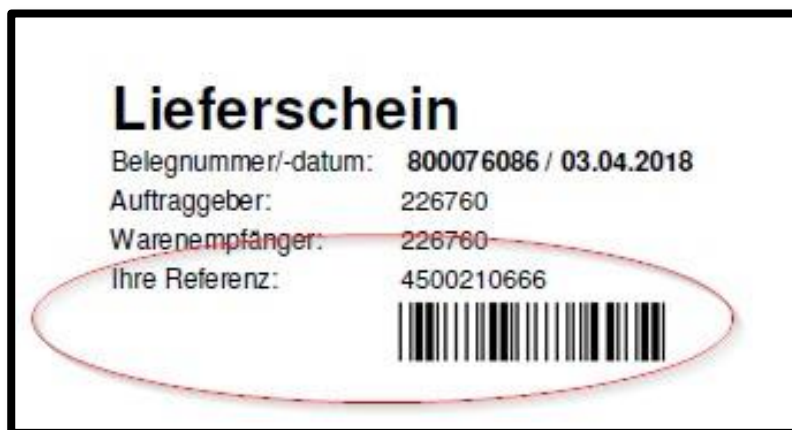 Lieferschein
Belegnummer/-datum: 800076086 / 03.04.2018
Auftraggeber: 226760
Warenempfänger: 226760
Ihre Referenz: 4500210666